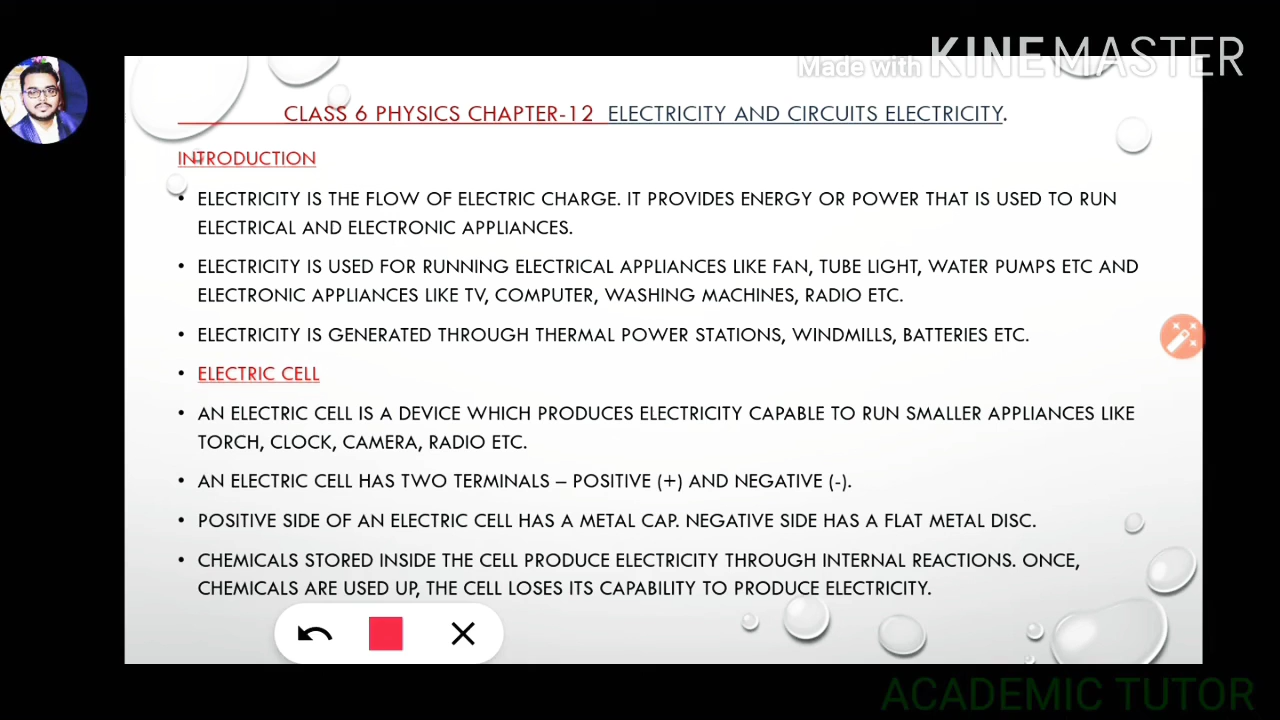 Made with KINEMASTER
CLASS 6 PHYSICS CHAPTER-12 ELECTRICITY AND CIRCUITS ELECTRICITY.
INTRODUCTION
• ELECTRICITY IS THE FLOW OF ELECTRIC CHARGE. IT PROVIDES ENERGY OR POWER THAT IS USED TO RUN
ELECTRICAL AND ELECTRONIC APPLIANCES.
• ELECTRICITY IS USED FOR RUNNING ELECTRICAL APPLIANCES LIKE FAN, TUBE LIGHT, WATER PUMPS ETC AND
ELECTRONIC APPLIANCES LIKE TV, COMPUTER, WASHING MACHINES, RADIO ETC.
• ELECTRICITY IS GENERATED THROUGH THERMAL POWER STATIONS, WINDMILLS, BATTERIES ETC.
• ELECTRIC CELL
• AN ELECTRIC CELL IS A DEVICE WHICH PRODUCES ELECTRICITY CAPABLE TO RUN SMALLER APPLIANCES LIKE
TORCH, CLOCK, CAMERA, RADIO ETC.
• AN ELECTRIC CELL HAS TWO TERMINALS – POSITIVE (+) AND NEGATIVE (-).
• POSITIVE SIDE OF AN ELECTRIC CELL HAS A METAL CAP. NEGATIVE SIDE HAS A FLAT METAL DISC.
• CHEMICALS STORED INSIDE THE CELL PRODUCE ELECTRICITY THROUGH INTERNAL REACTIONS. ONCE,
CHEMICALS ARE USED UP, THE CELL LOSES ITS CAPABILITY TO PRODUCE ELECTRICITY.
ACADEMIC TUTOR